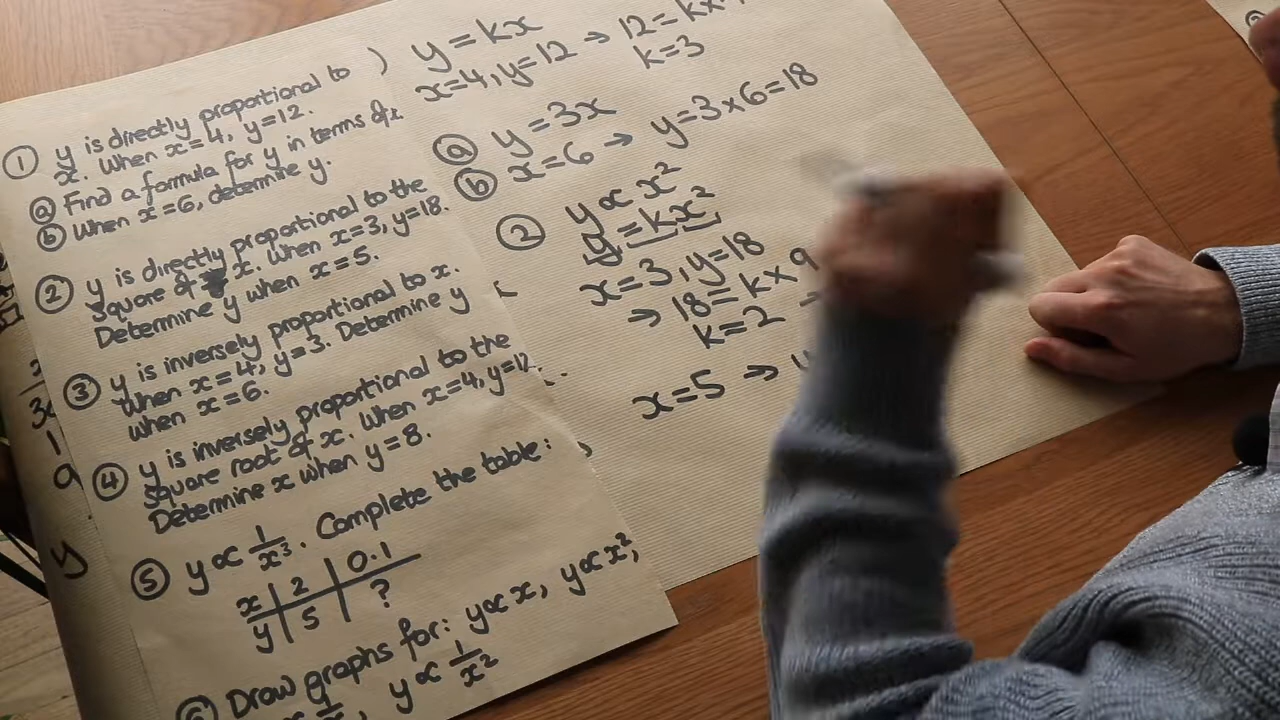 ① y is directly proportional to
x. When x=4, y=12.
ⓐ Find a formula for y in terms of x
ⓑ When x=6, determine y.
② y is directly proportional to the
square of x. When x=3, y=18.
Determine y when x=5.
③ y is inversely proportional to x.
When x=4, y=3. Determine y
when x=6.
④ y is inversely proportional to the
square root of x. When x=4, y=12
Determine x when y=8.
⑤ y∝1/x³. Complete the table:
x | 2 | 0.1
y | 5 | ?
⑥ Draw graphs for: y∝x, y∝x²,
y∝1/x²
y=kx
x=4, y=12 → 12=k×
k=3
ⓐ y=3x
ⓑ x=6 → y=3×6=18
② y∝x²
y=kx²
x=3, y=18
⇒ 18=k×9
k=2
x=5 ⇒ y
3
1
9
y